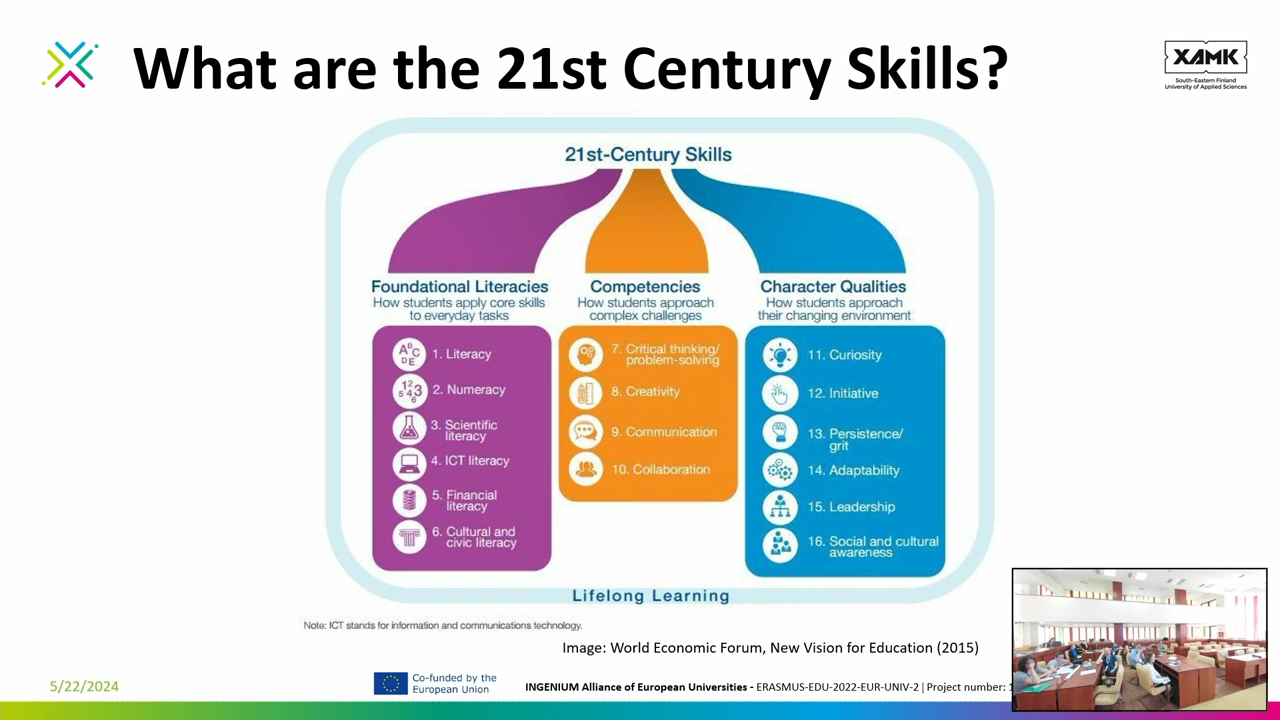 What are the 21st Century Skills?
XAMK
South-Eastern Finland
University of Applied Sciences
21st-Century Skills
Foundational Literacies
How students apply core skills
to everyday tasks
A B C D E
1. Literacy
2. Numeracy
3. Scientific
literacy
4. ICT literacy
5. Financial
literacy
6. Cultural and
civic literacy
Competencies
How students approach
complex challenges
7. Critical thinking/
problem-solving
8. Creativity
9. Communication
10. Collaboration
Character Qualities
How students approach
their changing environment
11. Curiosity
12. Initiative
13. Persistence/
grit
14. Adaptability
15. Leadership
16. Social and cultural
awareness
Lifelong Learning
Note: ICT stands for information and communications technology.
Image: World Economic Forum, New Vision for Education (2015)
5/22/2024
Co-funded by the
European Union
INGENIUM Alliance of European Universities - ERASMUS-EDU-2022-EUR-UNIV-2 | Project number: